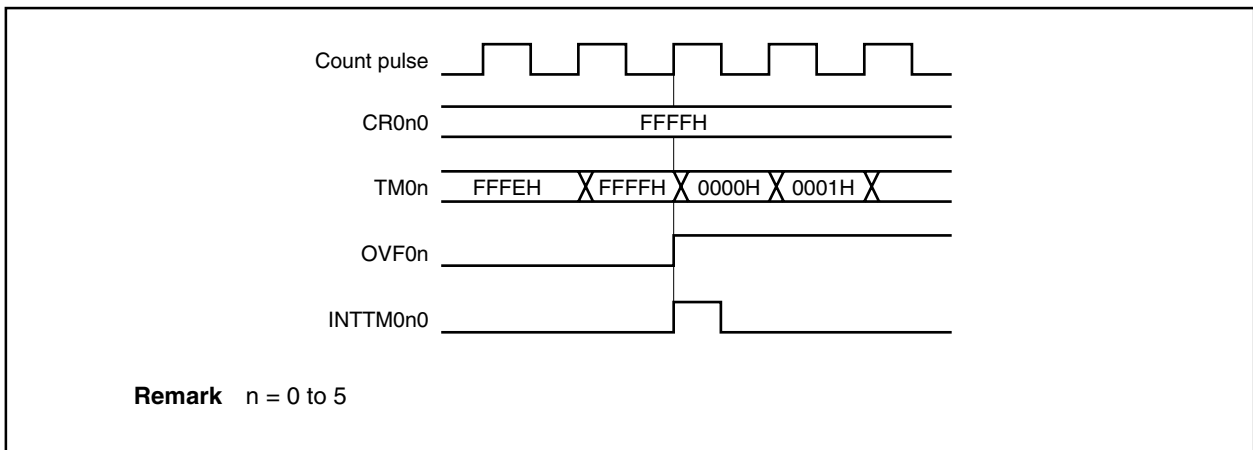 Count pulse
CR0n0 FFFFH
TM0n FFFEH FFFFH 0000H 0001H
OVF0n
INTTM0n0
Remark n = 0 to 5